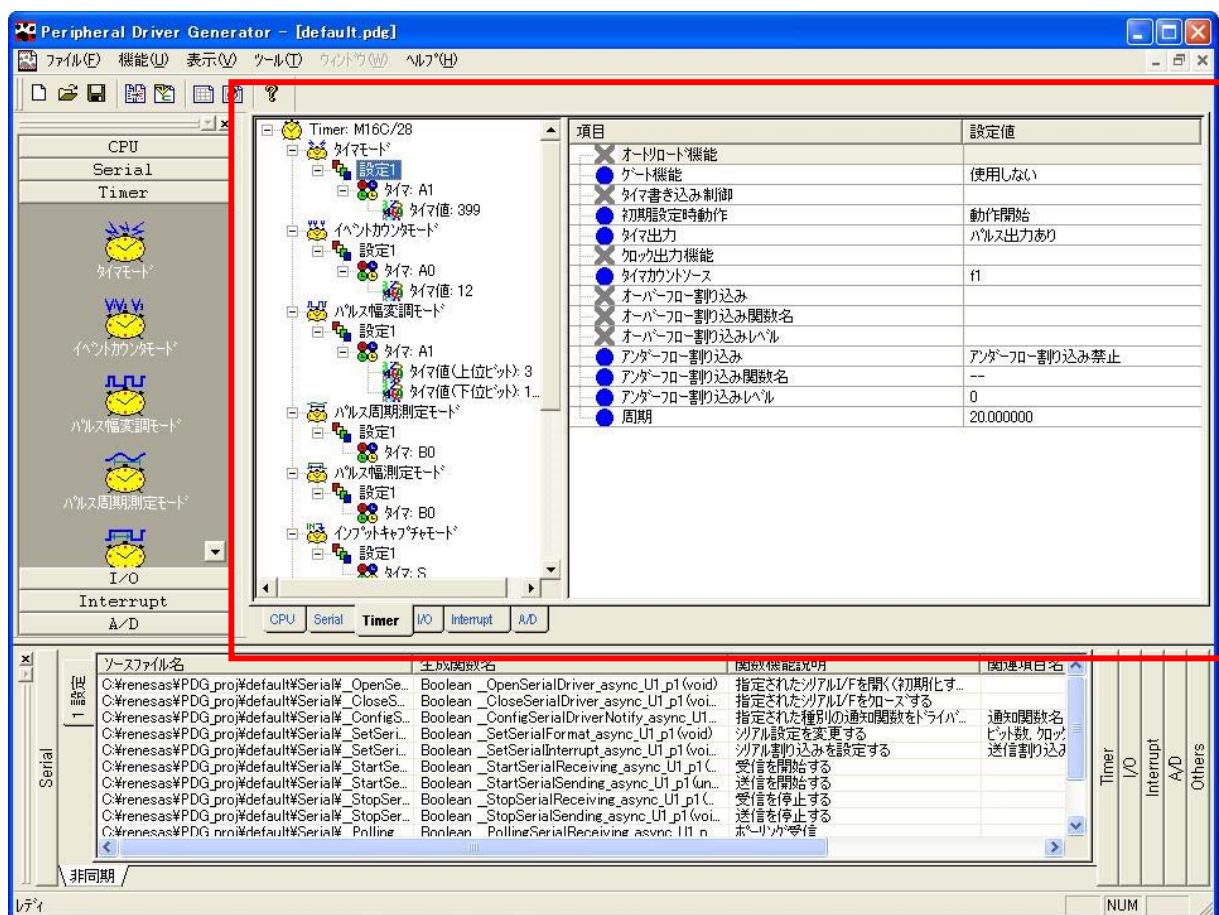 Peripheral Driver Generator - [default.pdg]
ファイル(F) 機能(U) 表示(V) ツール(T) ウィンドウ(W) ヘルプ(H)
CPU
Serial
Timer
タイマモード
イベントカウンタモード
パルス幅変調モード
パルス周期測定モード
I/O
Interrupt
A/D
Timer: M16C/28
タイマモード
設定1
タイマ: A1
タイマ値: 399
イベントカウンタモード
設定1
タイマ: A0
タイマ値: 12
パルス幅変調モード
設定1
タイマ: A1
タイマ値(上位ビット): 3
タイマ値(下位ビット): 1...
パルス周期測定モード
設定1
タイマ: B0
パルス幅測定モード
設定1
タイマ: B0
インプットキャプチャモード
設定1
タイマ: S
項目 設定値
オートリロード機能
ゲート機能 使用しない
タイマ書き込み制御
初期設定時動作 動作開始
タイマ出力 パルス出力あり
クロック出力機能
タイマカウントソース f1
オーバーフロー割り込み
オーバーフロー割り込み関数名
オーバーフロー割り込みレベル
アンダーフロー割り込み アンダーフロー割り込み禁止
アンダーフロー割り込み関数名 --
アンダーフロー割り込みレベル 0
周期 20.000000
CPU Serial Timer I/O Interrupt A/D
Serial
設定1
ソースファイル名 生成関数名 関数機能説明 関連項目名
C:¥renesas¥PDG_proj¥default¥Serial¥_OpenSe... Boolean _OpenSerialDriver_async_U1_p1(void) 指定されたシリアルI/Fを開く(初期化す...
C:¥renesas¥PDG_proj¥default¥Serial¥_CloseS... Boolean _CloseSerialDriver_async_U1_p1(voi... 指定されたシリアルI/Fをクローズする
C:¥renesas¥PDG_proj¥default¥Serial¥_ConfigS... Boolean _ConfigSerialDriverNotify_async_U1... 指定された種別の通知関数をドライバ... 通知関数名
C:¥renesas¥PDG_proj¥default¥Serial¥_SetSeri... Boolean _SetSerialFormat_async_U1_p1(void) シリアル設定を変更する ビット数, クロッ
C:¥renesas¥PDG_proj¥default¥Serial¥_SetSeri... Boolean _SetSerialInterrupt_async_U1_p1(voi... シリアル割り込みを設定する 送信割り込み
C:¥renesas¥PDG_proj¥default¥Serial¥_StartSe... Boolean _StartSerialReceiving_async_U1_p1(... 受信を開始する
C:¥renesas¥PDG_proj¥default¥Serial¥_StartSe... Boolean _StartSerialSending_async_U1_p1(un... 送信を開始する
C:¥renesas¥PDG_proj¥default¥Serial¥_StopSer... Boolean _StopSerialReceiving_async_U1_p1(... 受信を停止する
C:¥renesas¥PDG_proj¥default¥Serial¥_StopSer... Boolean _StopSerialSending_async_U1_p1(voi... 送信を停止する
C:¥renesas¥PDG_proj¥default¥Serial¥_Polling... Boolean _PollingSerialReceiving_async_U1_p... ポーリング受信
Timer
I/O
Interrupt
A/D
Others
非同期
レディ NUM